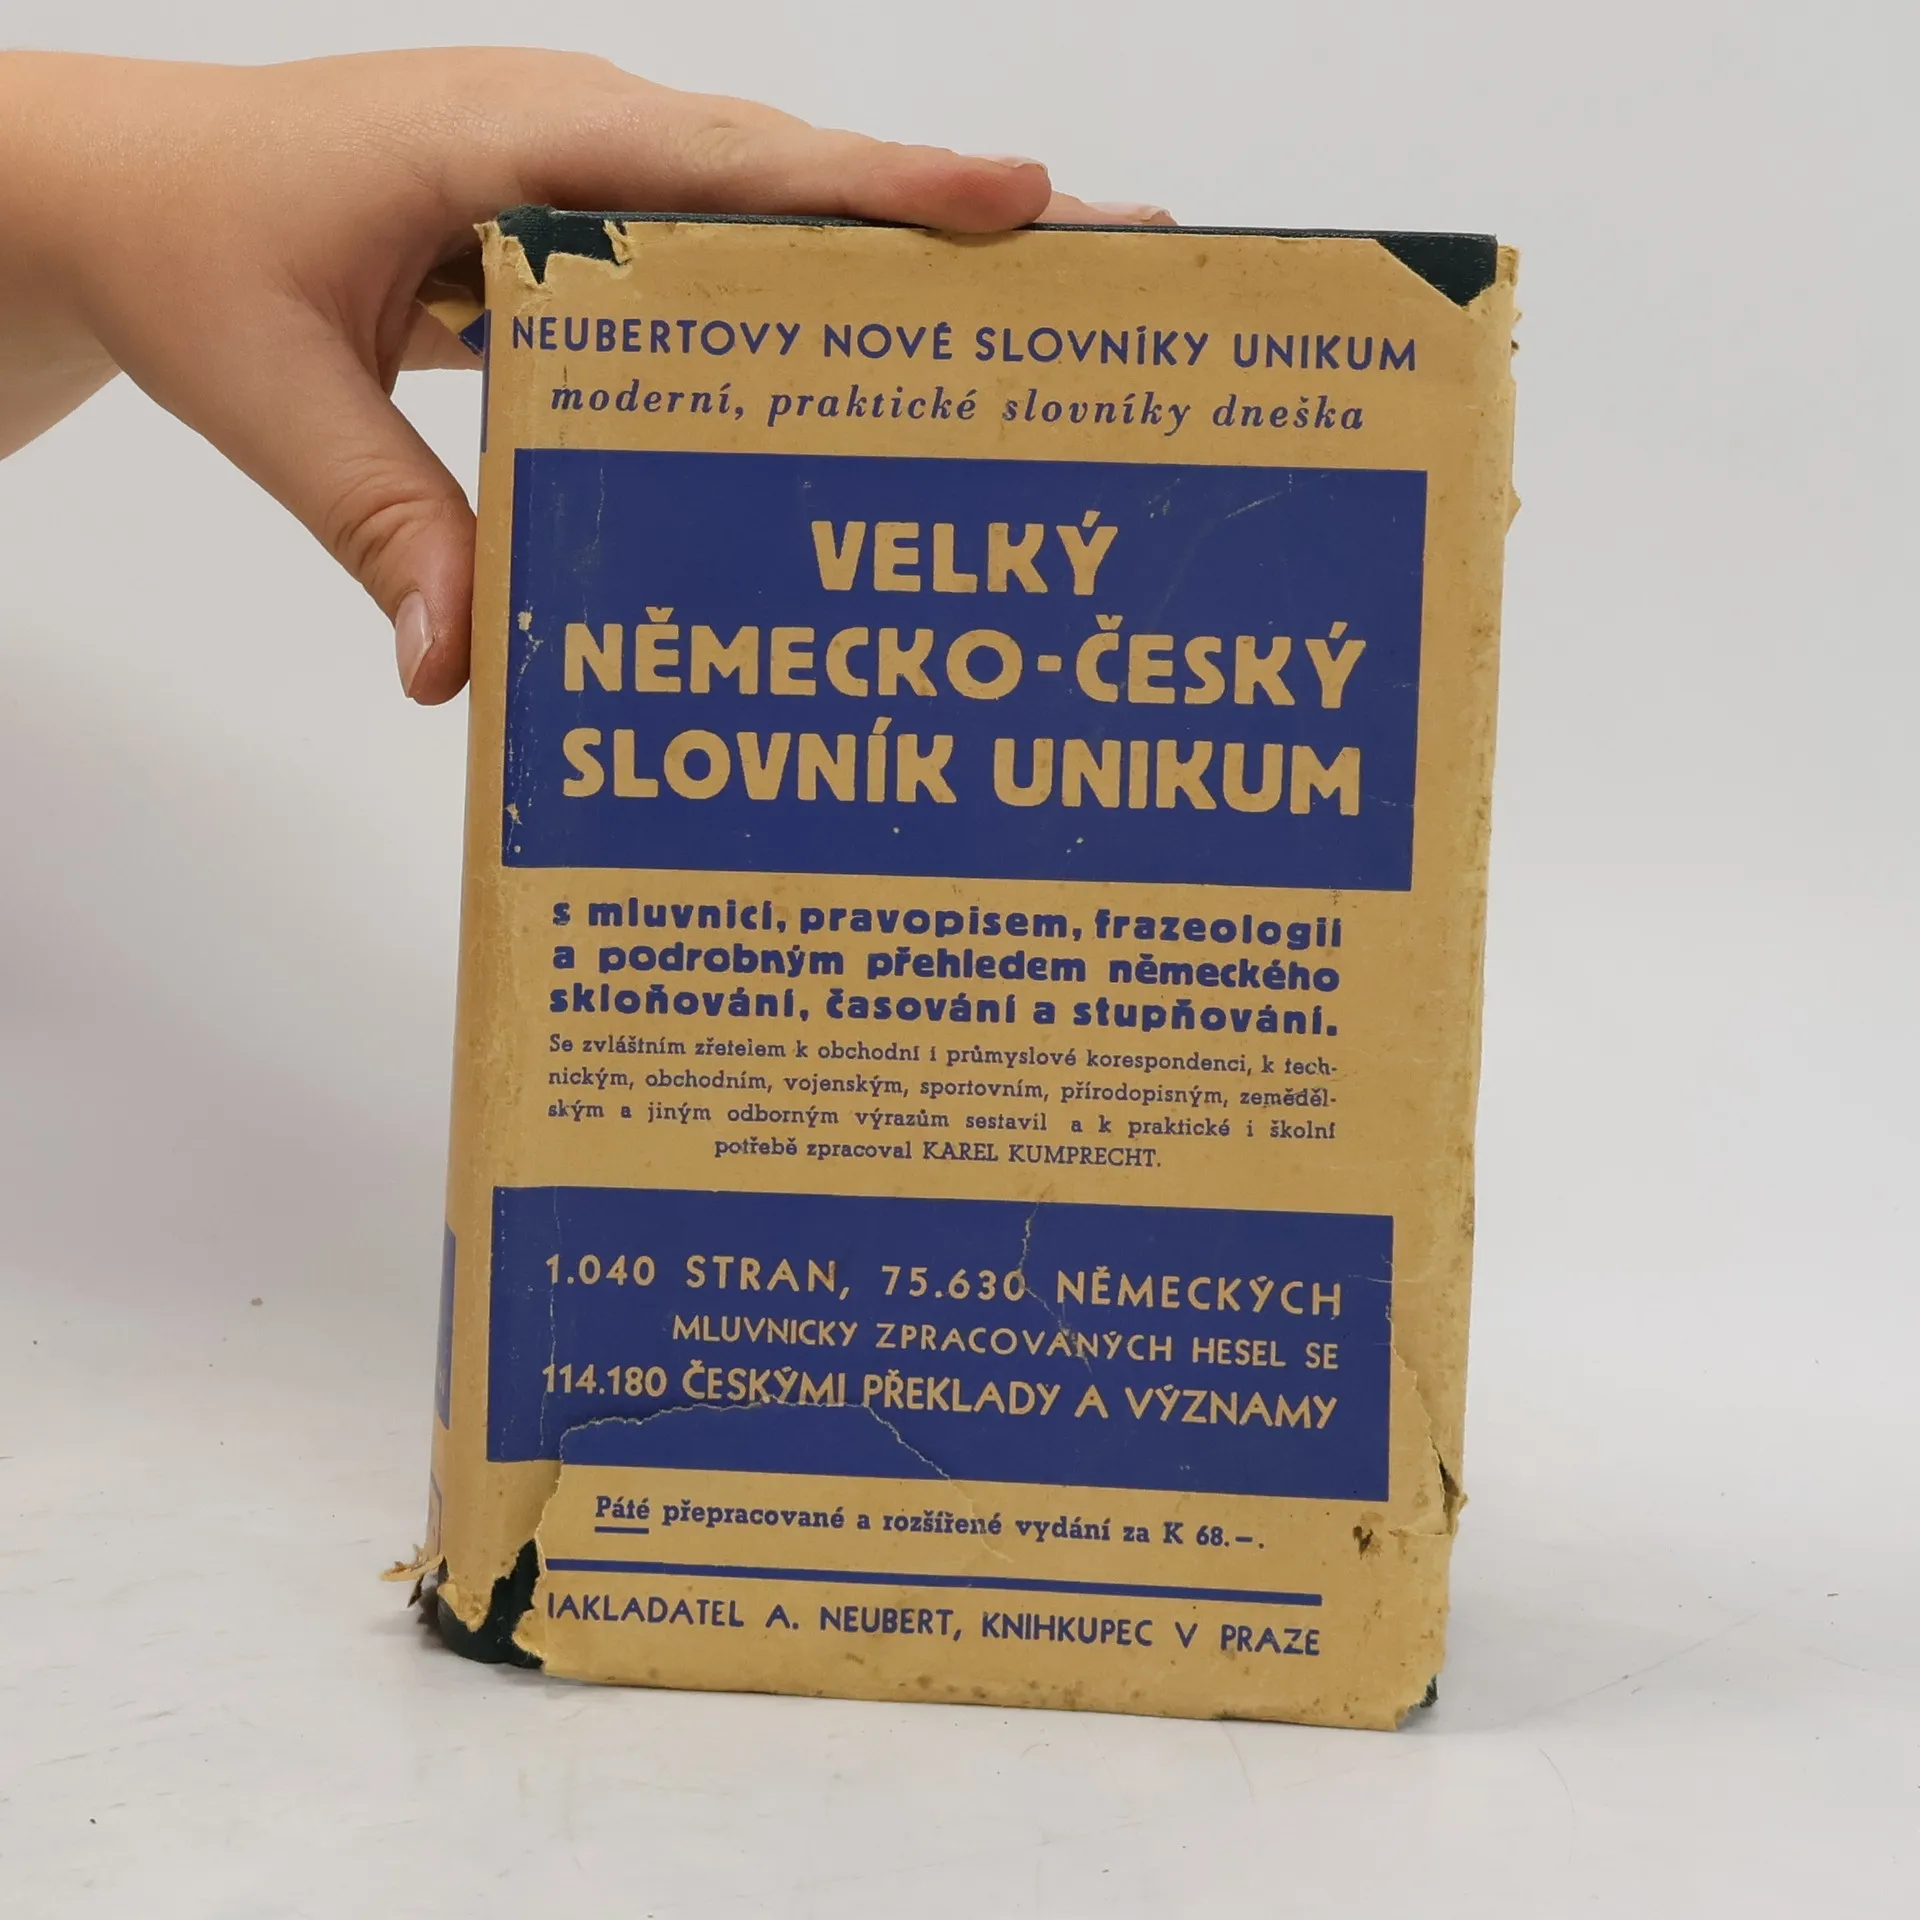 NEUBERTOVY NOVÉ SLOVNÍKY UNIKUM
moderní, praktické slovníky dneška
VELKÝ
NĚMECKO-ČESKÝ
SLOVNÍK UNIKUM
s mluvnicí, pravopisem, frazeologií
a podrobným přehledem německého
skloňování, časování a stupňování.
Se zvláštním zřetelem k obchodní i průmyslové korespondenci, k tech-
nickým, obchodním, vojenským, sportovním, přírodopisným, zeměděl-
ským a jiným odborným výrazům sestavil a k praktické i školní
potřebě zpracoval KAREL KUMPRECHT.
1.040 STRAN, 75.630 NĚMECKÝCH
MLUVNICKY ZPRACOVANÝCH HESEL SE
114.180 ČESKÝMI PŘEKLADY A VÝZNAMY
Páté přepracované a rozšířené vydání za K 68.–.
NAKLADATEL A. NEUBERT, KNIHKUPEC V PRAZE